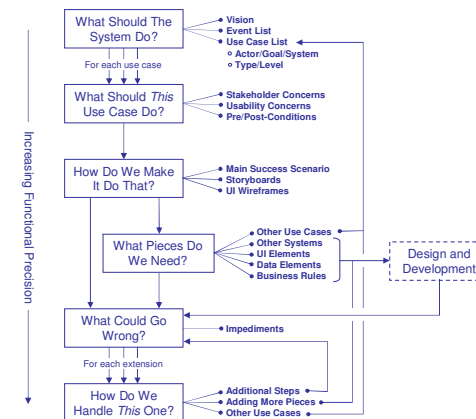 What Should The
System Do?
Vision
Event List
Use Case List
Actor/Goal/System
Type/Level
For each use case
What Should This
Use Case Do?
Stakeholder Concerns
Usability Concerns
Pre/Post-Conditions
How Do We Make
It Do That?
Main Success Scenario
Storyboards
UI Wireframes
Increasing Functional Precision
What Pieces Do
We Need?
Other Use Cases
Other Systems
UI Elements
Data Elements
Business Rules
Design and
Development
What Could Go
Wrong?
Impediments
For each extension
How Do We
Handle This One?
Additional Steps
Adding More Pieces
Other Use Cases